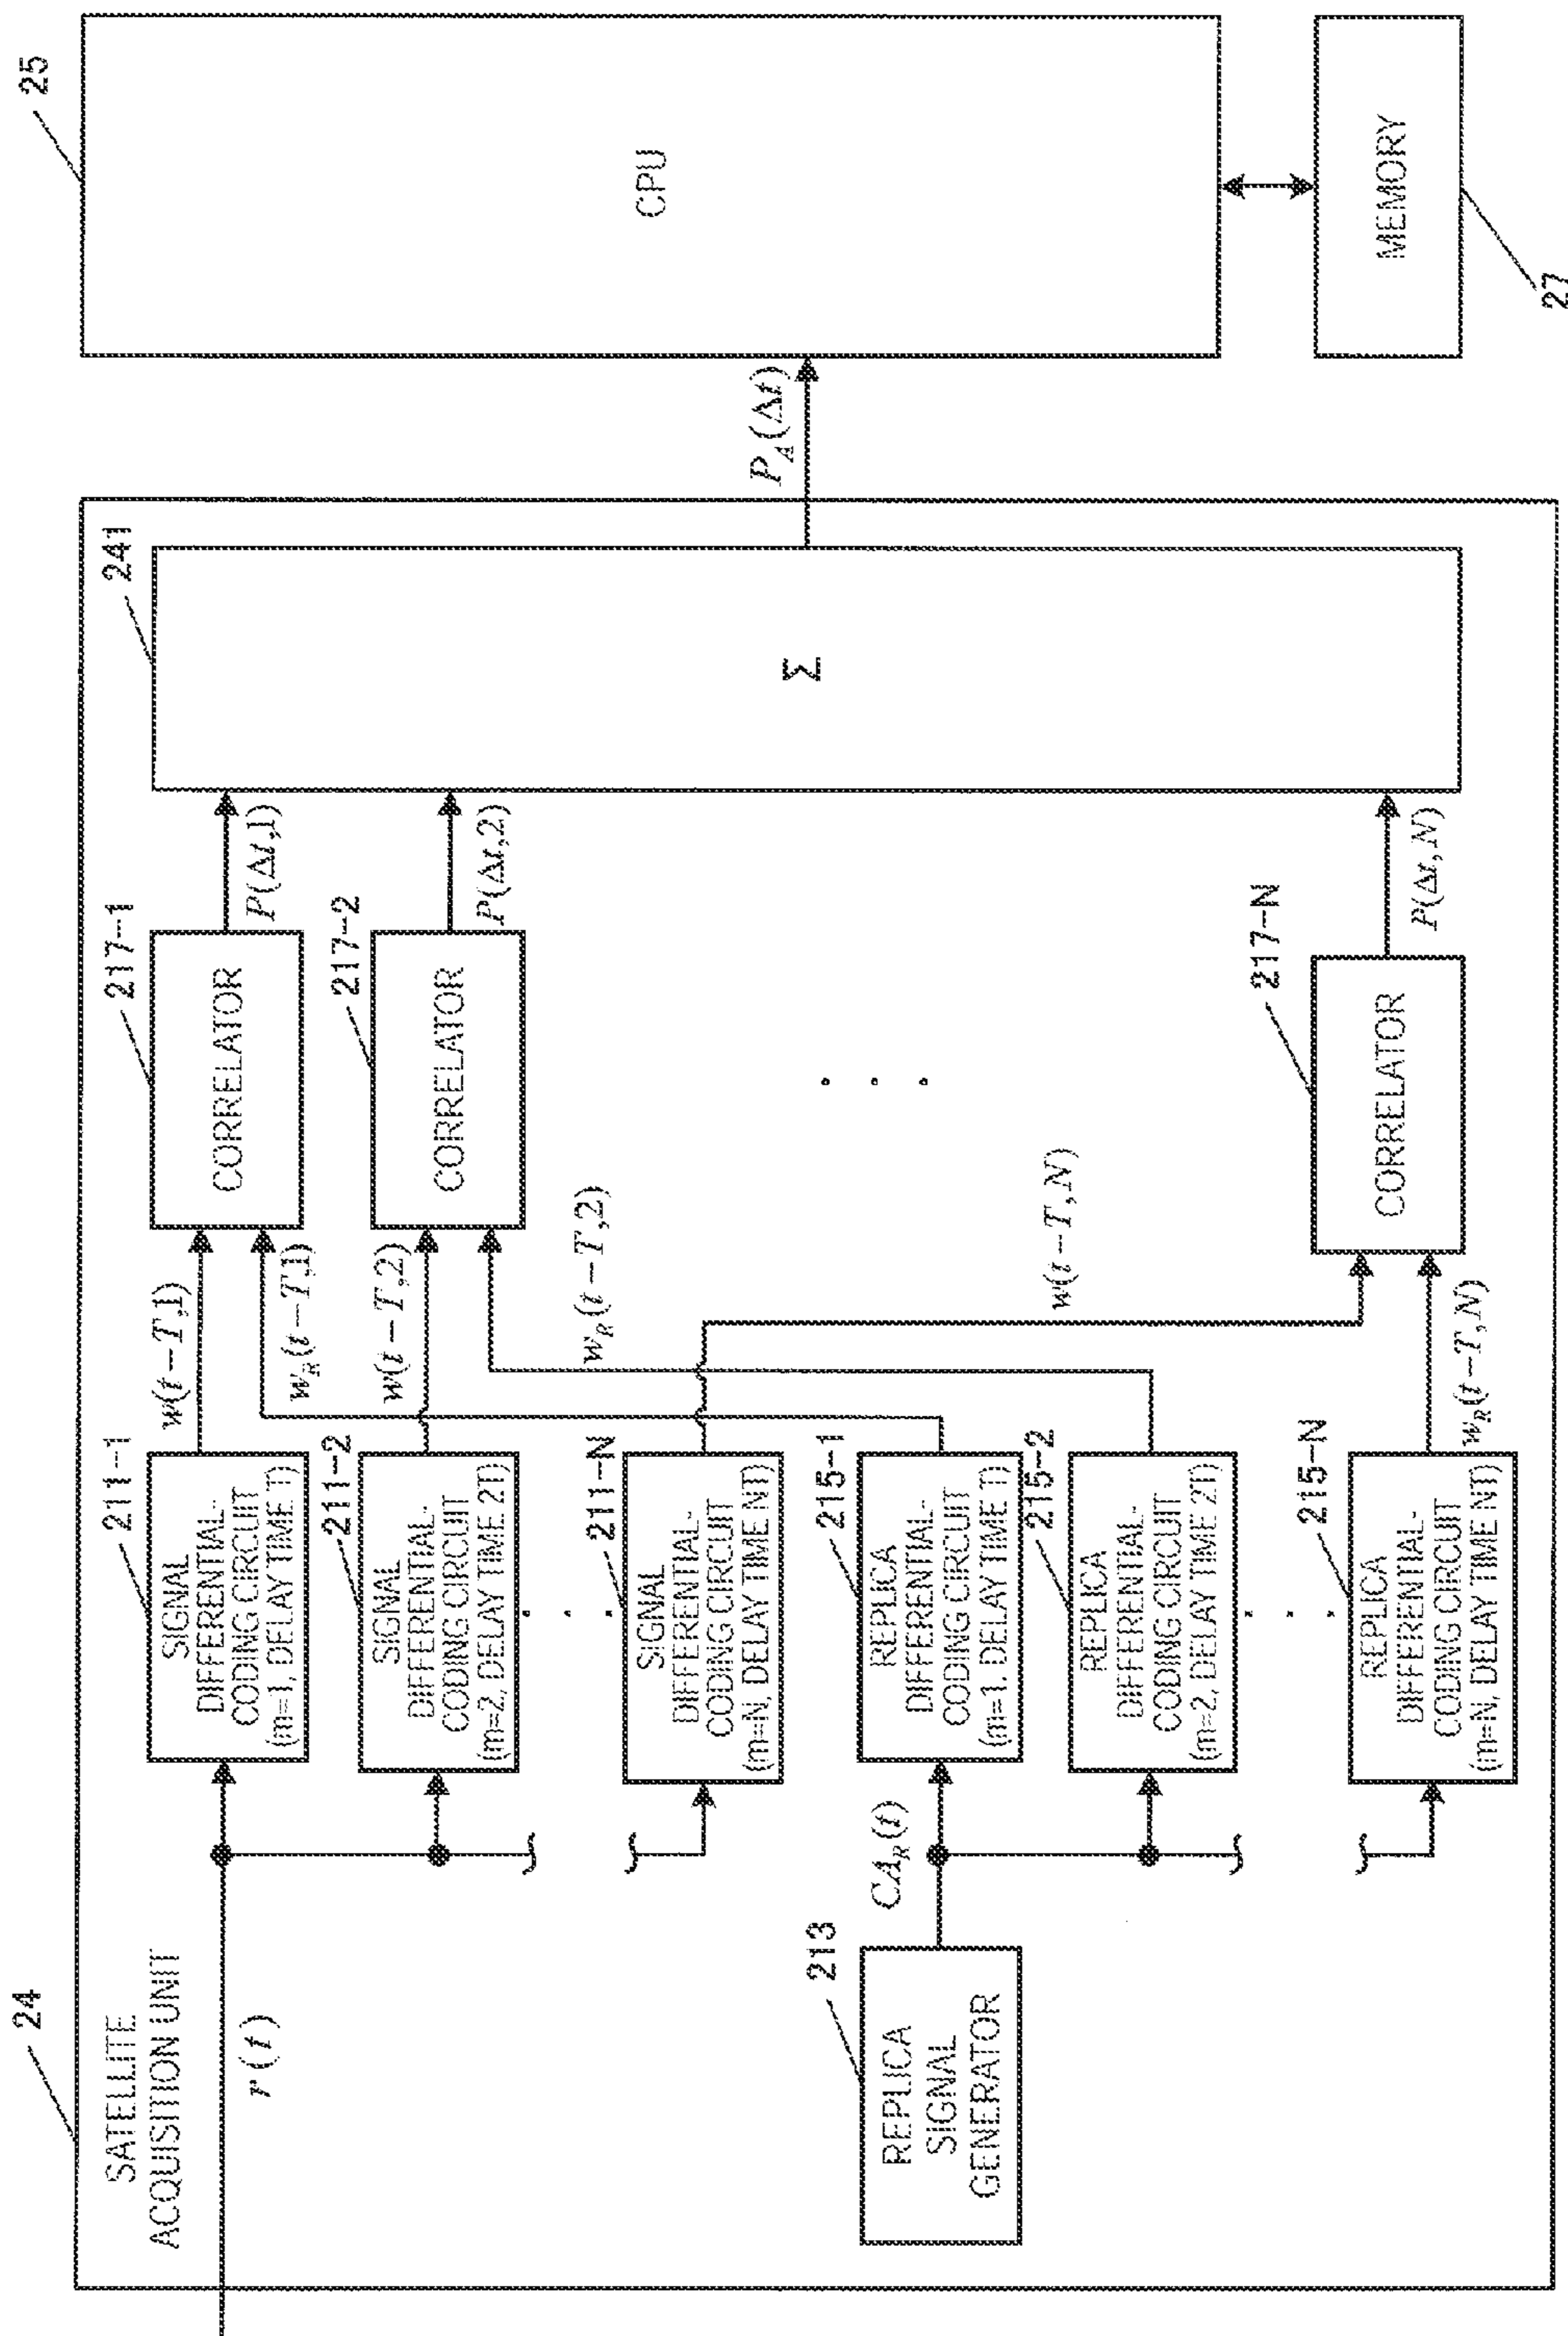 24
SATELLITE
ACQUISITION UNIT
r(t)
211-1
SIGNAL
DIFFERENTIAL-
CODING CIRCUIT
(m=1, DELAY TIME T)
w(t-T,1)
w_R(t-T,1)
217-1
CORRELATOR
P(Δt,1)
211-2
SIGNAL
DIFFERENTIAL-
CODING CIRCUIT
(m=2, DELAY TIME 2T)
w(t-T,2)
w_R(t-T,2)
217-2
CORRELATOR
P(Δt,2)
. . .
211-N
SIGNAL
DIFFERENTIAL-
CODING CIRCUIT
(m=N, DELAY TIME NT)
w(t-T,N)
213
REPLICA
SIGNAL
GENERATOR
CA_R(t)
215-1
REPLICA
DIFFERENTIAL-
CODING CIRCUIT
(m=1, DELAY TIME T)
215-2
REPLICA
DIFFERENTIAL-
CODING CIRCUIT
(m=2, DELAY TIME 2T)
. . .
. . .
215-N
REPLICA
DIFFERENTIAL-
CODING CIRCUIT
(m=N, DELAY TIME NT)
w_R(t-T,N)
217-N
CORRELATOR
P(Δt,N)
241
Σ
P_A(Δt)
25
CPU
MEMORY
27